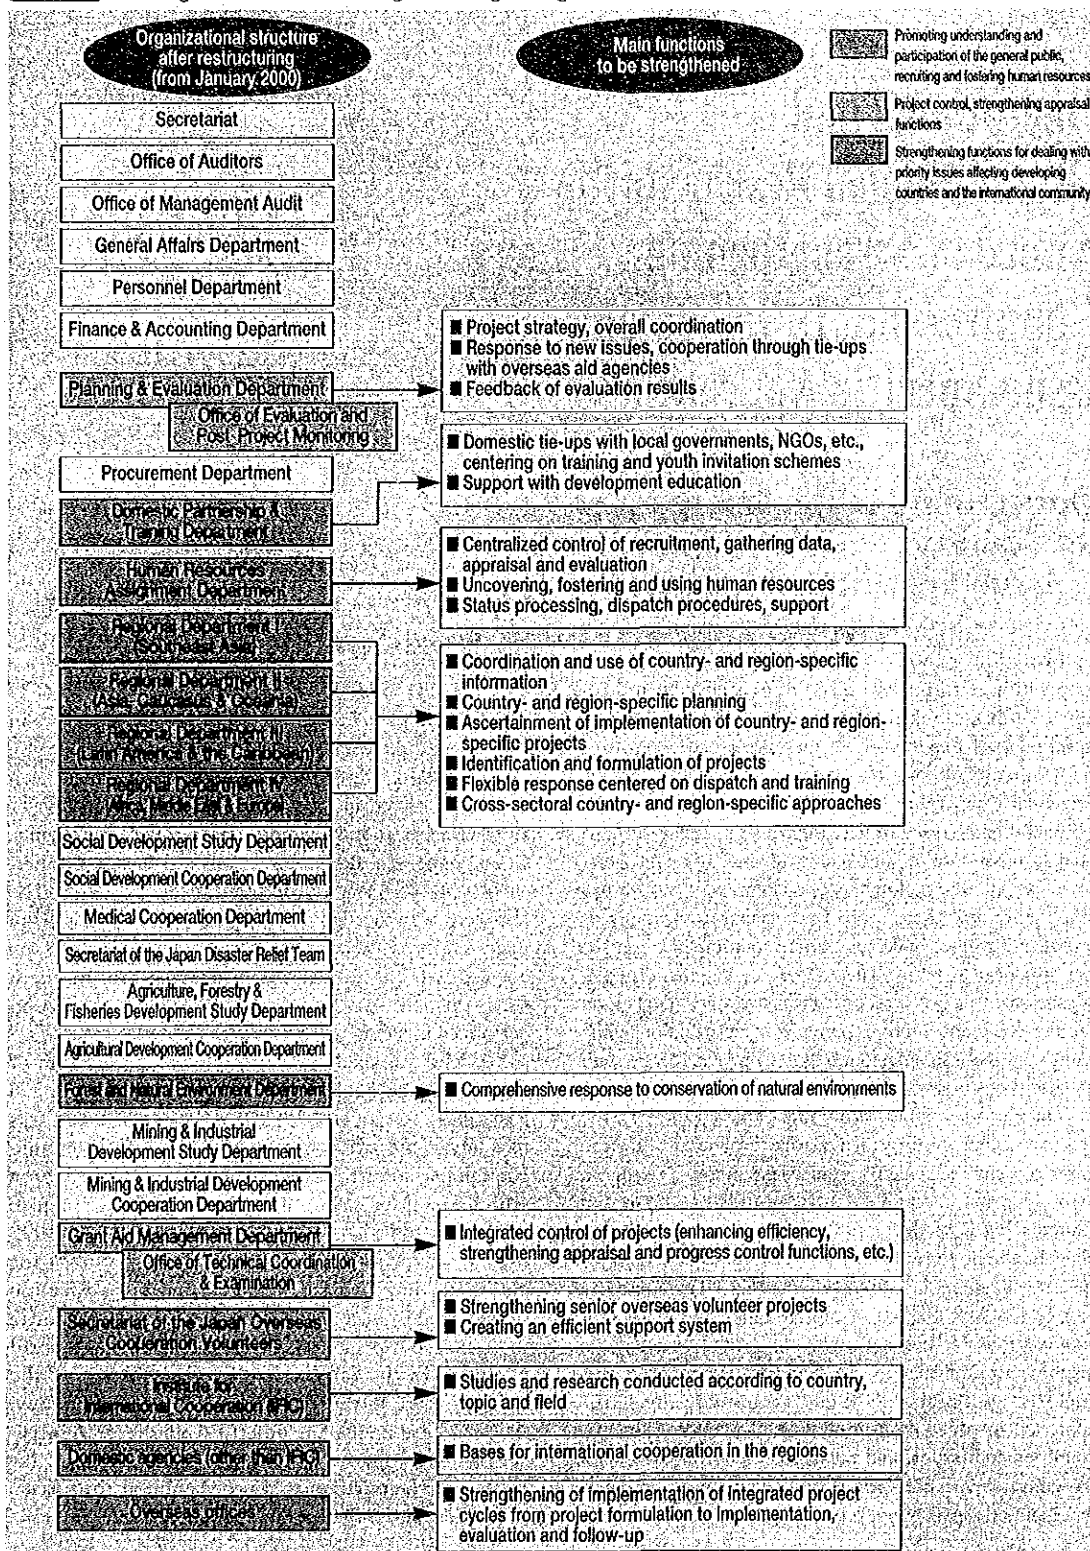 Organizational structure
after restructuring
(from January, 2000)
Main functions
to be strengthened
Promoting understanding and
participation of the general public,
recruiting and fostering human resources
Project control, strengthening appraisal
functions
Strengthening functions for dealing with
priority issues affecting developing
countries and the international community
Secretariat
Office of Auditors
Office of Management Audit
General Affairs Department
Personnel Department
Finance & Accounting Department
Planning & Evaluation Department
Office of Evaluation and
Post-Project Monitoring
■ Project strategy, overall coordination
■ Response to new issues, cooperation through tie-ups
with overseas aid agencies
■ Feedback of evaluation results
Procurement Department
Domestic Partnership &
Training Department
■ Domestic tie-ups with local governments, NGOs, etc.,
centering on training and youth invitation schemes
■ Support with development education
Human Resources
Assignment Department
■ Centralized control of recruitment, gathering data,
appraisal and evaluation
■ Uncovering, fostering and using human resources
■ Status processing, dispatch procedures, support
Regional Department I
(Southeast Asia)
Regional Department II
(Asia, Caucasus & Oceania)
Regional Department III
(Latin America & the Caribbean)
Regional Department IV
(Africa, Middle East & Europe)
■ Coordination and use of country- and region-specific
information
■ Country- and region-specific planning
■ Ascertainment of implementation of country- and region-
specific projects
■ Identification and formulation of projects
■ Flexible response centered on dispatch and training
■ Cross-sectoral country- and region-specific approaches
Social Development Study Department
Social Development Cooperation Department
Medical Cooperation Department
Secretariat of the Japan Disaster Relief Team
Agriculture, Forestry &
Fisheries Development Study Department
Agricultural Development Cooperation Department
Forest and Natural Environment Department
■ Comprehensive response to conservation of natural environments
Mining & Industrial
Development Study Department
Mining & Industrial Development
Cooperation Department
Grant Aid Management Department
Office of Technical Coordination
& Examination
■ Integrated control of projects (enhancing efficiency,
strengthening appraisal and progress control functions, etc.)
Secretariat of the Japan Overseas
Cooperation Volunteers
■ Strengthening senior overseas volunteer projects
■ Creating an efficient support system
Institute for
International Cooperation (IFIC)
■ Studies and research conducted according to country,
topic and field
Domestic agencies (other than IFIC)
■ Bases for international cooperation in the regions
Overseas offices
■ Strengthening of implementation of integrated project
cycles from project formulation to implementation,
evaluation and follow-up